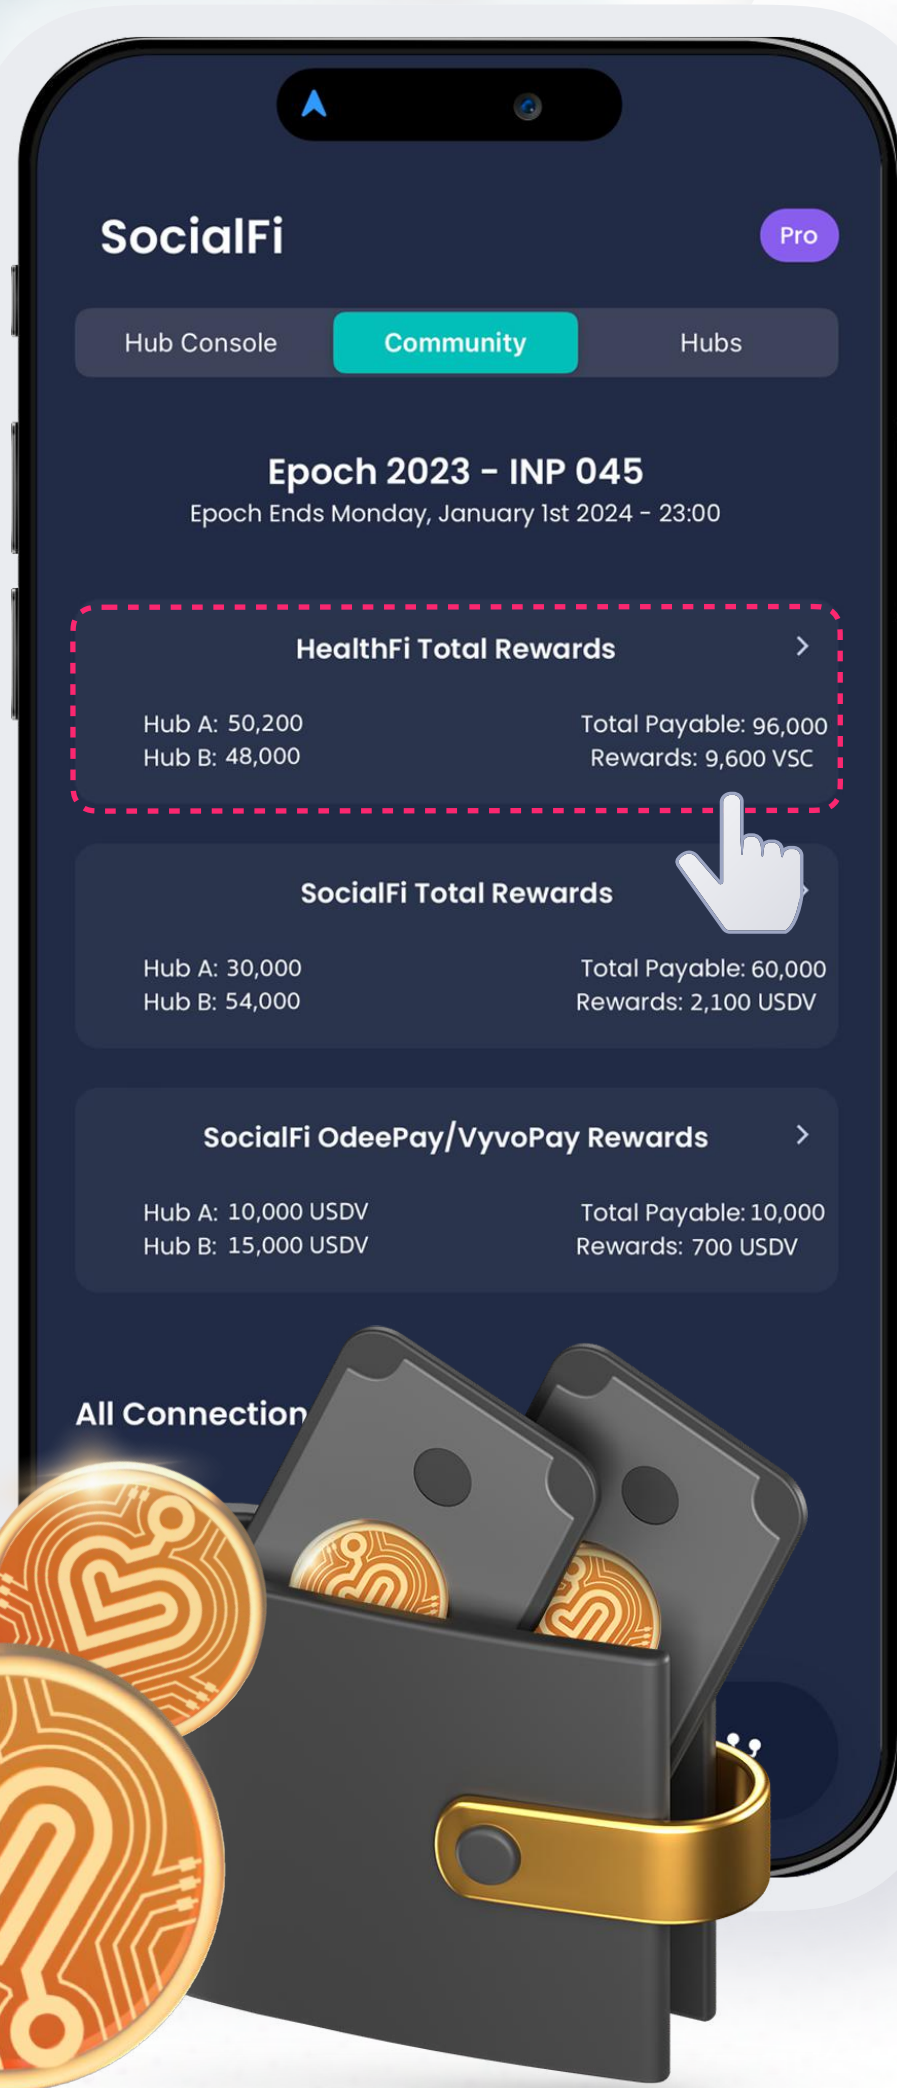 SocialFi
Pro
Hub Console
Community
Hubs
Epoch 2023 - INP 045
Epoch Ends Monday, January 1st 2024 - 23:00
HealthFi Total Rewards
Hub A: 50,200
Total Payable: 96,000
Hub B: 48,000
Rewards: 9,600 VSC
SocialFi Total Rewards
Hub A: 30,000
Total Payable: 60,000
Hub B: 54,000
Rewards: 2,100 USDV
SocialFi OdeePay/VyvoPay Rewards
Hub A: 10,000 USDV
Total Payable: 10,000
Hub B: 15,000 USDV
Rewards: 700 USDV
All Connection